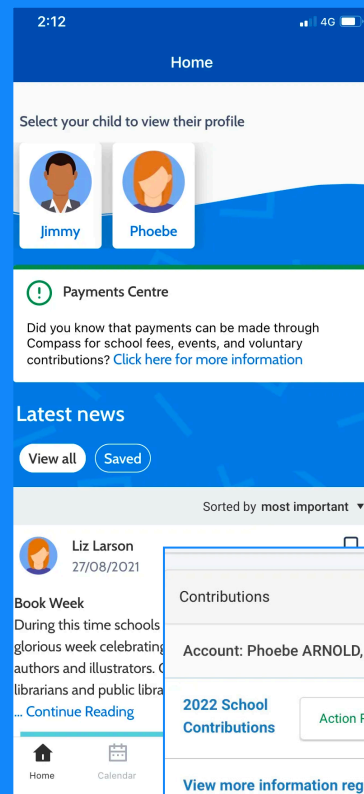 2:12
4G
Home
Select your child to view their profile
Jimmy
Phoebe
Payments Centre
Did you know that payments can be made through
Compass for school fees, events, and voluntary
contributions? Click here for more information
Latest news
View all
Saved
Sorted by most important
Liz Larson
27/08/2021
Book Week
During this time schools
glorious week celebrating
authors and illustrators.
librarians and public libra
... Continue Reading
Home
Calendar
Contributions
Account: Phoebe ARNOLD,
2022 School
Contributions
Action
View more information reg